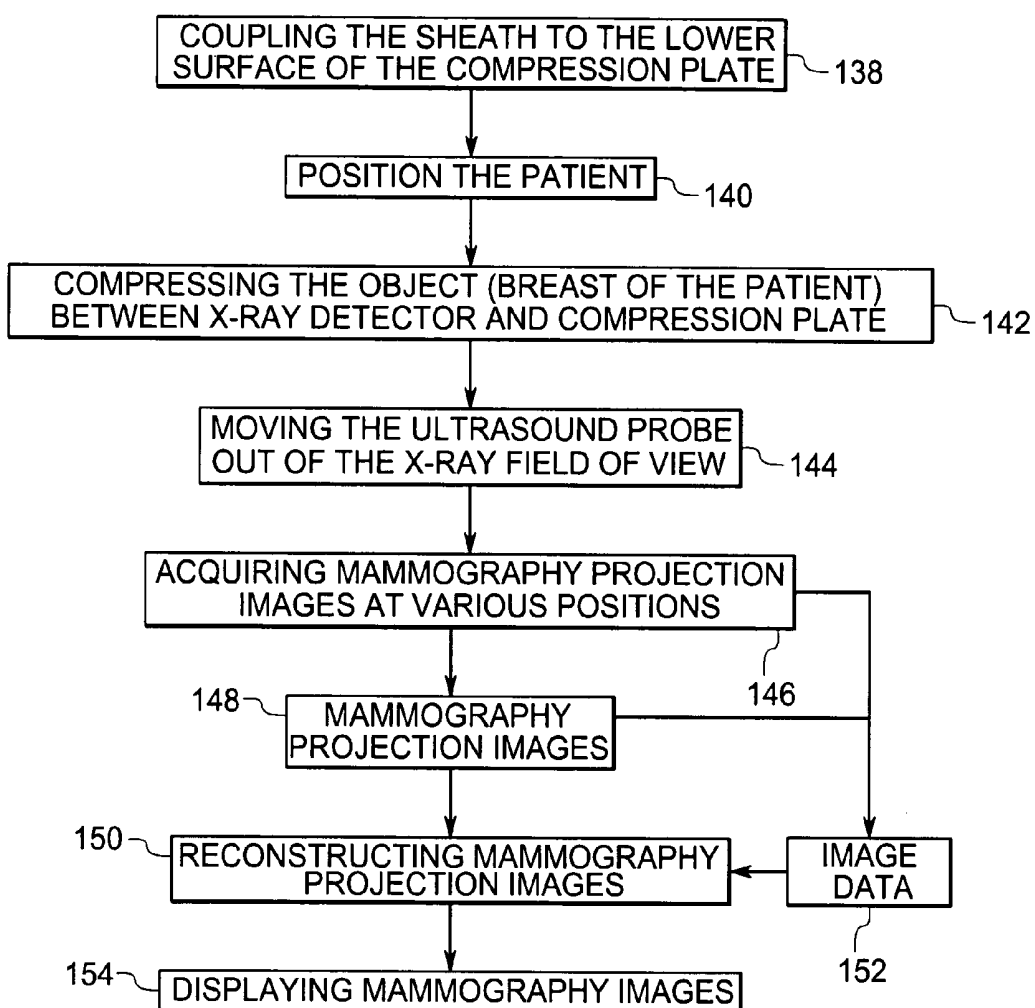 COUPLING THE SHEATH TO THE LOWER
SURFACE OF THE COMPRESSION PLATE
138
POSITION THE PATIENT
140
COMPRESSING THE OBJECT (BREAST OF THE PATIENT)
BETWEEN X-RAY DETECTOR AND COMPRESSION PLATE
142
MOVING THE ULTRASOUND PROBE
OUT OF THE X-RAY FIELD OF VIEW
144
ACQUIRING MAMMOGRAPHY PROJECTION
IMAGES AT VARIOUS POSITIONS
146
148
MAMMOGRAPHY
PROJECTION IMAGES
150
RECONSTRUCTING MAMMOGRAPHY
PROJECTION IMAGES
IMAGE
DATA
152
154
DISPLAYING MAMMOGRAPHY IMAGES